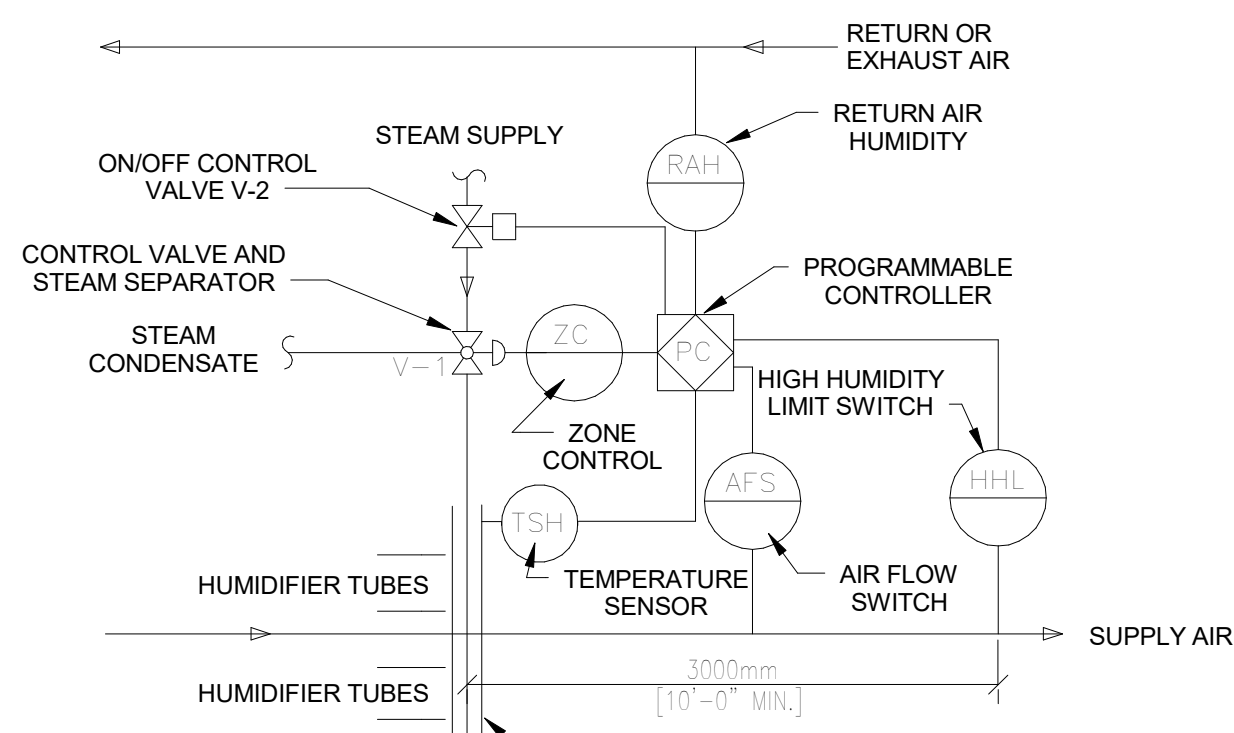 RETURN OR
EXHAUST AIR
RETURN AIR
HUMIDITY
STEAM SUPPLY
ON/OFF CONTROL
VALVE V-2
RAH
CONTROL VALVE AND
STEAM SEPARATOR
PROGRAMMABLE
CONTROLLER
STEAM
CONDENSATE
V-1
ZC
PC
HIGH HUMIDITY
LIMIT SWITCH
ZONE
CONTROL
AFS
HHL
TSH
HUMIDIFIER TUBES
TEMPERATURE
SENSOR
AIR FLOW
SWITCH
SUPPLY AIR
HUMIDIFIER TUBES
3000mm
[10'-0" MIN.]